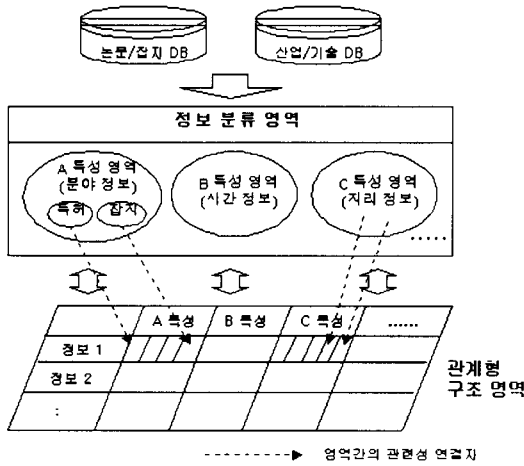 논문/잡지 DB
산업/기술 DB
정보 분류 영역
A 특성 영역
(분야 정보)
특허
잡지
B 특성 영역
(시간 정보)
C 특성 영역
(지리 정보)
.....
A 특성
B 특성
C 특성
......
정보 1
정보 2
:
관계형
구조 영역
영역간의 관련성 연결자